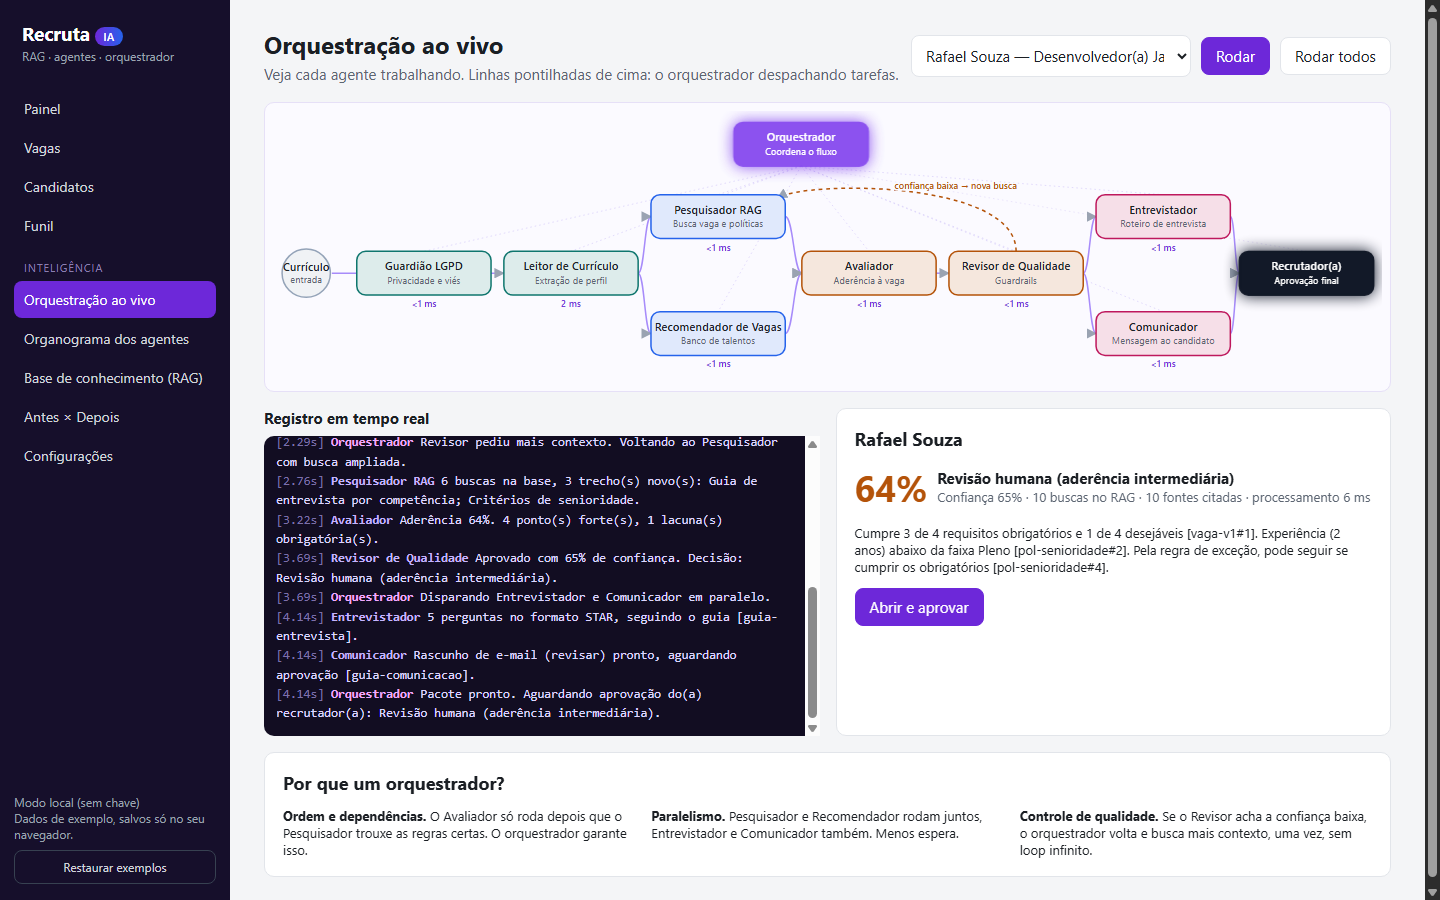 Recruta IA
RAG · agentes · orquestrador
Painel
Vagas
Candidatos
Funil
INTELIGÊNCIA
Orquestração ao vivo
Organograma dos agentes
Base de conhecimento (RAG)
Antes × Depois
Configurações
Modo local (sem chave)
Dados de exemplo, salvos só no seu
navegador.
Restaurar exemplos
Orquestração ao vivo
Veja cada agente trabalhando. Linhas pontilhadas de cima: o orquestrador despachando tarefas.
Rafael Souza — Desenvolvedor(a) Ja
Rodar
Rodar todos
Orquestrador
Coordena o fluxo
confiança baixa → nova busca
Currículo
entrada
Guardião LGPD
Privacidade e viés
<1 ms
Leitor de Currículo
Extração de perfil
2 ms
Pesquisador RAG
Busca vaga e políticas
<1 ms
Recomendador de Vagas
Banco de talentos
<1 ms
Avaliador
Aderência à vaga
<1 ms
Revisor de Qualidade
Guardrails
<1 ms
Entrevistador
Roteiro de entrevista
<1 ms
Comunicador
Mensagem ao candidato
<1 ms
Recrutador(a)
Aprovação final
Registro em tempo real
[2.29s] Orquestrador Revisor pediu mais contexto. Voltando ao Pesquisador
com busca ampliada.
[2.76s] Pesquisador RAG 6 buscas na base, 3 trecho(s) novo(s): Guia de
entrevista por competência; Critérios de senioridade.
[3.22s] Avaliador Aderência 64%. 4 ponto(s) forte(s), 1 lacuna(s)
obrigatória(s).
[3.69s] Revisor de Qualidade Aprovado com 65% de confiança. Decisão:
Revisão humana (aderência intermediária).
[3.69s] Orquestrador Disparando Entrevistador e Comunicador em paralelo.
[4.14s] Entrevistador 5 perguntas no formato STAR, seguindo o guia [guia-
entrevista].
[4.14s] Comunicador Rascunho de e-mail (revisar) pronto, aguardando
aprovação [guia-comunicacao].
[4.14s] Orquestrador Pacote pronto. Aguardando aprovação do(a)
recrutador(a): Revisão humana (aderência intermediária).
Rafael Souza
64%
Revisão humana (aderência intermediária)
Confiança 65% · 10 buscas no RAG · 10 fontes citadas · processamento 6 ms
Cumpre 3 de 4 requisitos obrigatórios e 1 de 4 desejáveis [vaga-v1#1]. Experiência (2
anos) abaixo da faixa Pleno [pol-senioridade#2]. Pela regra de exceção, pode seguir se
cumprir os obrigatórios [pol-senioridade#4].
Abrir e aprovar
Por que um orquestrador?
Ordem e dependências. O Avaliador só roda depois que o
Pesquisador trouxe as regras certas. O orquestrador garante
isso.
Paralelismo. Pesquisador e Recomendador rodam juntos,
Entrevistador e Comunicador também. Menos espera.
Controle de qualidade. Se o Revisor acha a confiança baixa,
o orquestrador volta e busca mais contexto, uma vez, sem
loop infinito.